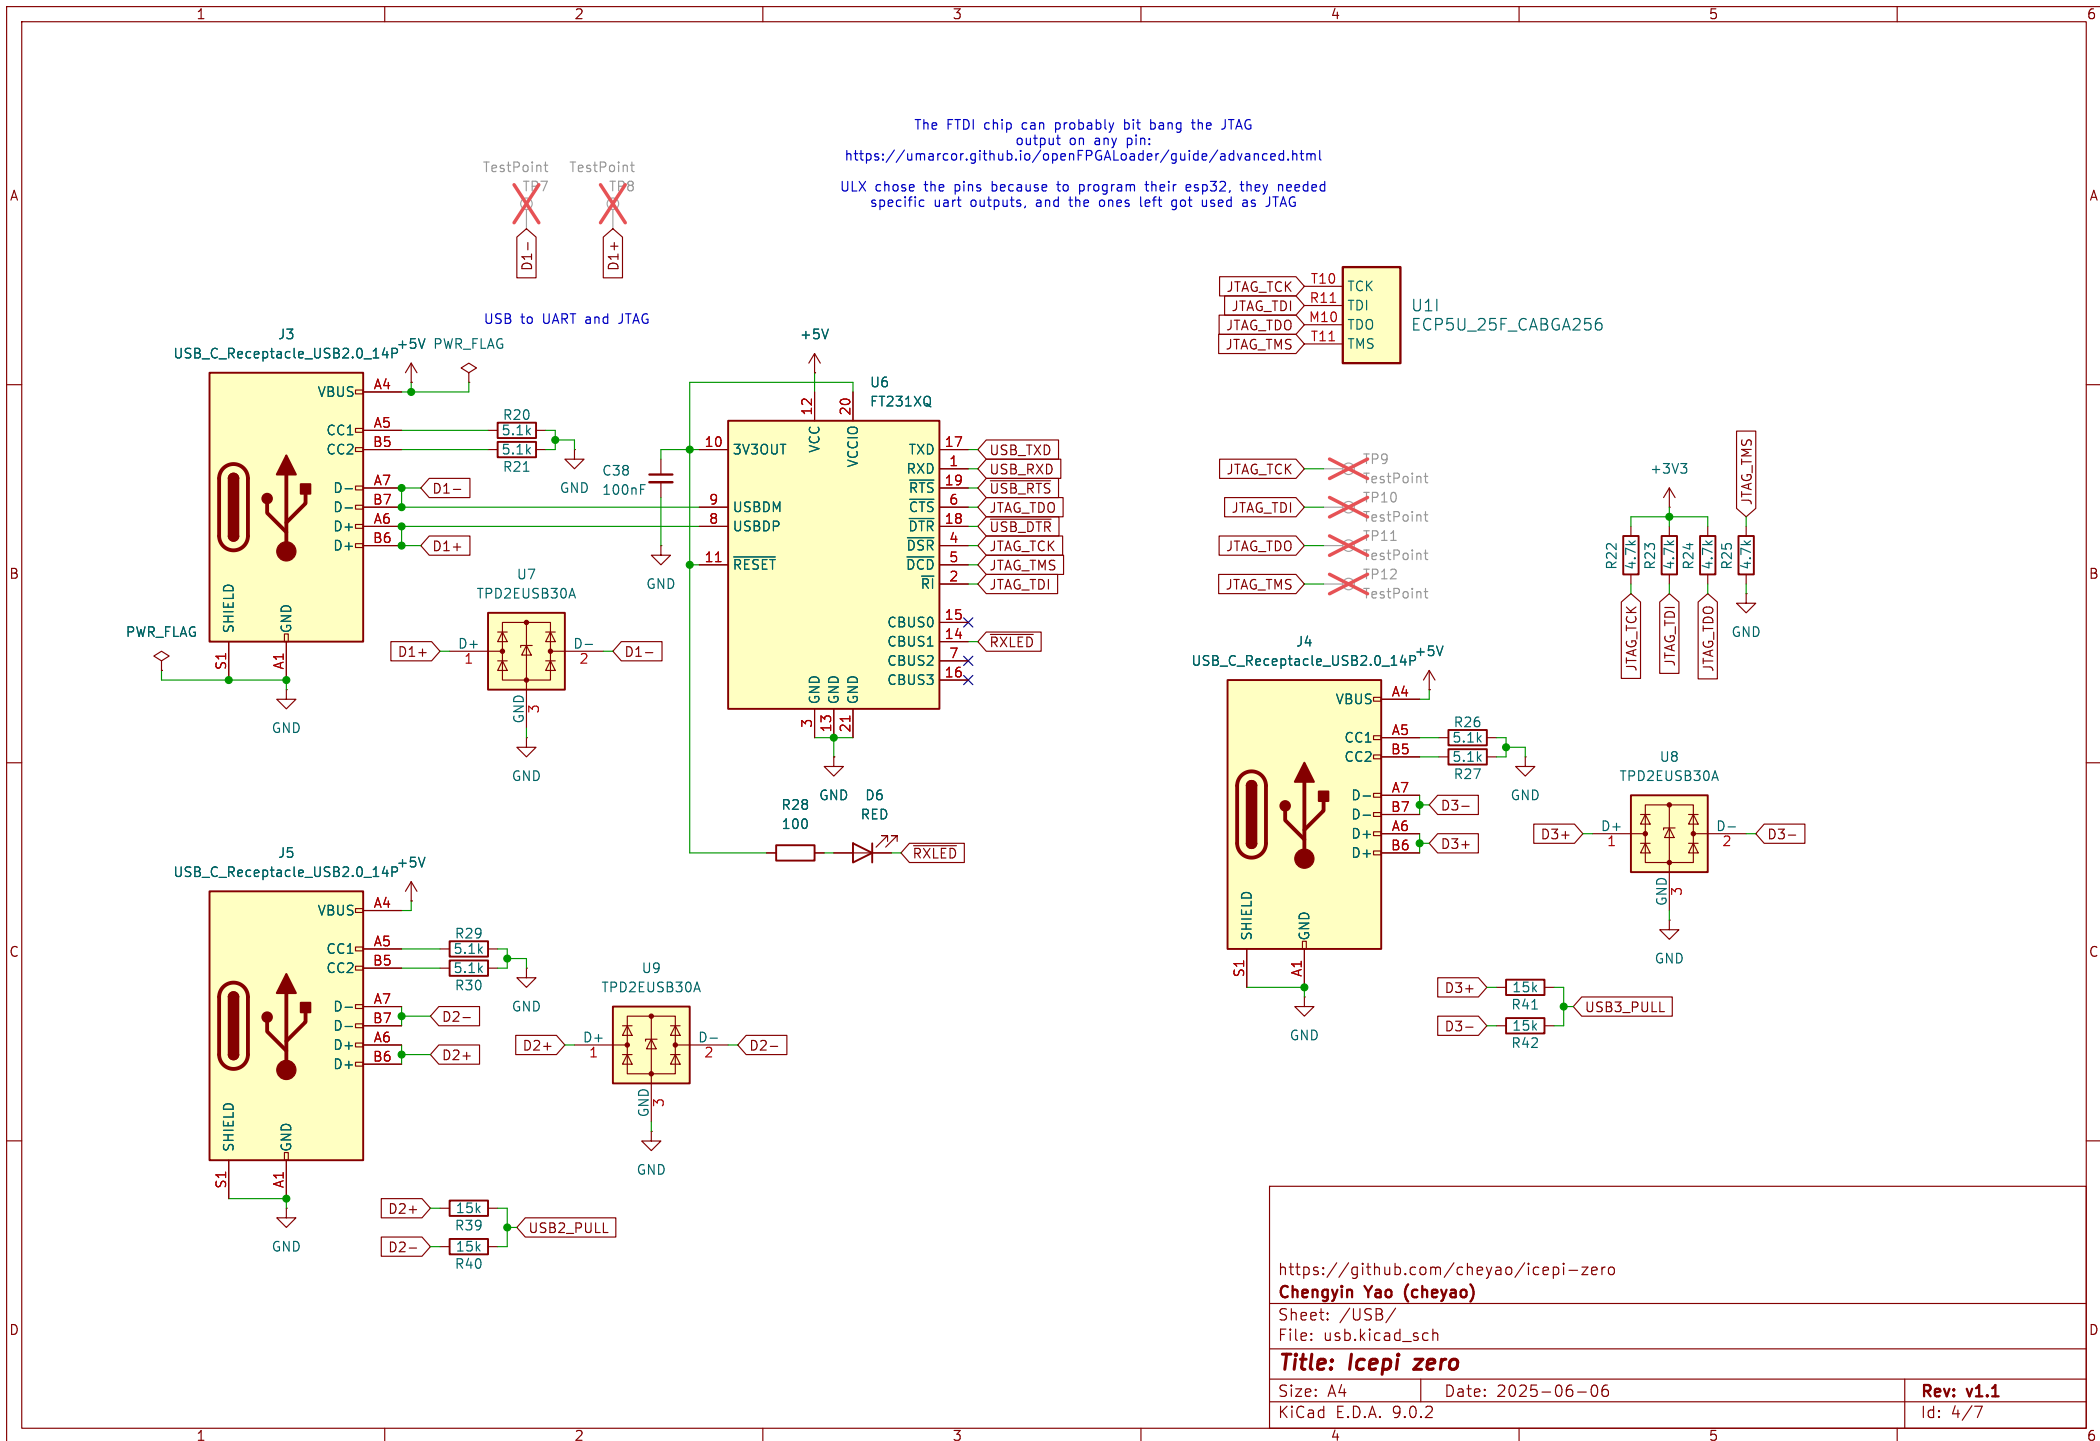 1 2 3 4 5 6
A
B
C
D
A
B
C
D
1 2 3 4 5 6
The FTDI chip can probably bit bang the JTAG
output on any pin:
https://umarcor.github.io/openFPGALoader/guide/advanced.html
ULX chose the pins because to program their esp32, they needed
specific uart outputs, and the ones left got used as JTAG
TestPoint
TP7
D1-
TestPoint
TP8
D1+
USB to UART and JTAG
J3
USB_C_Receptacle_USB2.0_14P
+5V
PWR_FLAG
VBUS A4
CC1 A5
CC2 B5
D- A7
D- B7
D+ A6
D+ B6
SHIELD
GND
S1
A1
R20
5.1k
5.1k
R21
GND
D1-
D1+
PWR_FLAG
GND
U7
TPD2EUSB30A
D1+
D+
1
D-
2
D1-
GND
3
GND
C38
100nF
GND
+5V
U6
FT231XQ
12
20
VCC
VCCIO
10 3V3OUT
9 USBDM
8 USBDP
11 RESET
TXD 17 USB_TXD
RXD 1 USB_RXD
RTS 19 USB_RTS
CTS 6 JTAG_TDO
DTR 18 USB_DTR
DSR 4 JTAG_TCK
DCD 5 JTAG_TMS
RI 2 JTAG_TDI
CBUS0 15
CBUS1 14 RXLED
CBUS2 7
CBUS3 16
GND
GND
GND
3
13
21
GND
R28
100
D6
RED
RXLED
JTAG_TCK T10 TCK
JTAG_TDI R11 TDI
JTAG_TDO M10 TDO
JTAG_TMS T11 TMS
U1I
ECP5U_25F_CABGA256
JTAG_TCK
TP9
TestPoint
JTAG_TDI
TP10
TestPoint
JTAG_TDO
TP11
TestPoint
JTAG_TMS
TP12
TestPoint
+3V3
JTAG_TMS
R22
4.7k
R23
4.7k
R24
4.7k
R25
4.7k
JTAG_TCK
JTAG_TDI
JTAG_TDO
GND
J4
USB_C_Receptacle_USB2.0_14P
+5V
VBUS A4
CC1 A5
CC2 B5
D- A7
D- B7
D+ A6
D+ B6
SHIELD
GND
S1
A1
GND
R26
5.1k
5.1k
R27
GND
D3-
D3+
U8
TPD2EUSB30A
D3+
D+
1
D-
2
D3-
GND
3
GND
D3+
15k
R41
D3-
15k
R42
USB3_PULL
J5
USB_C_Receptacle_USB2.0_14P
+5V
VBUS A4
CC1 A5
CC2 B5
D- A7
D- B7
D+ A6
D+ B6
SHIELD
GND
S1
A1
GND
R29
5.1k
5.1k
R30
GND
D2-
D2+
U9
TPD2EUSB30A
D2+
D+
1
D-
2
D2-
GND
3
GND
D2+
15k
R39
D2-
15k
R40
USB2_PULL
https://github.com/cheyao/icepi-zero
Chengyin Yao (cheyao)
Sheet: /USB/
File: usb.kicad_sch
Title: Icepi zero
Size: A4 Date: 2025-06-06 Rev: v1.1
KiCad E.D.A. 9.0.2 Id: 4/7